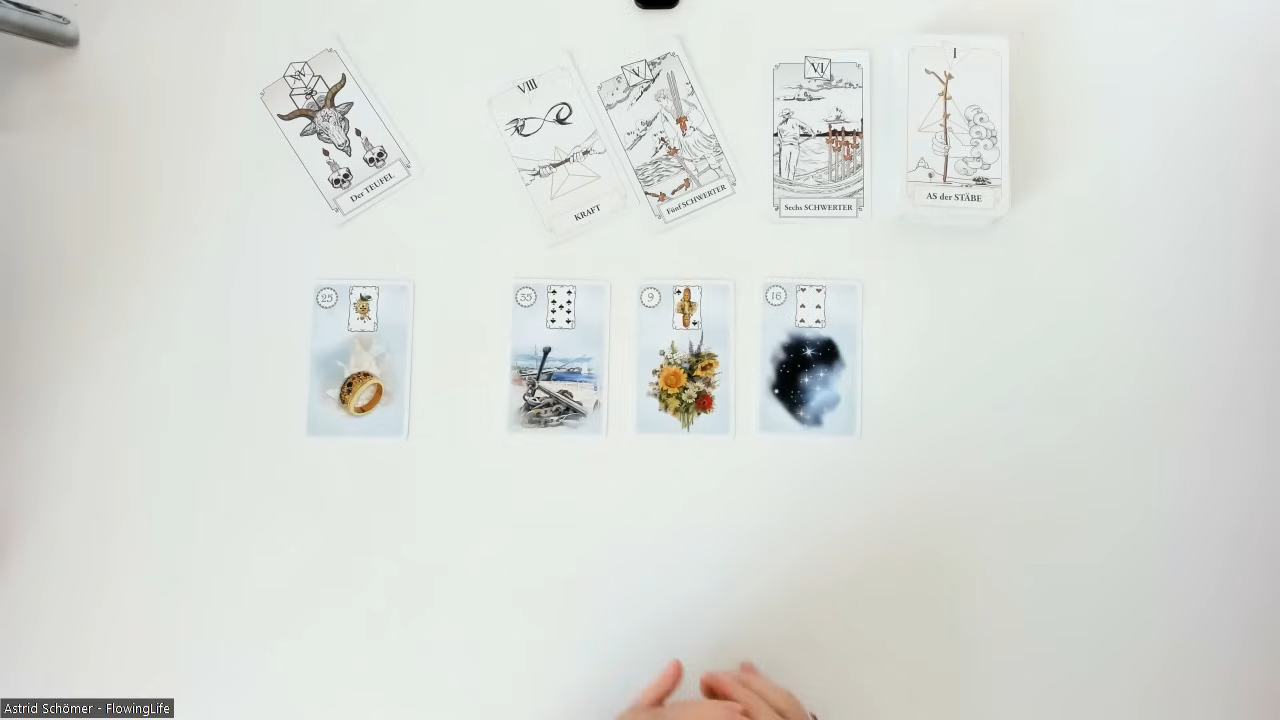 XV
Der TEUFEL
VIII
KRAFT
V
Fünf SCHWERTER
VI
Sechs SCHWERTER
I
AS der STÄBE
25
35
9
16
Astrid Schömer - FlowingLife